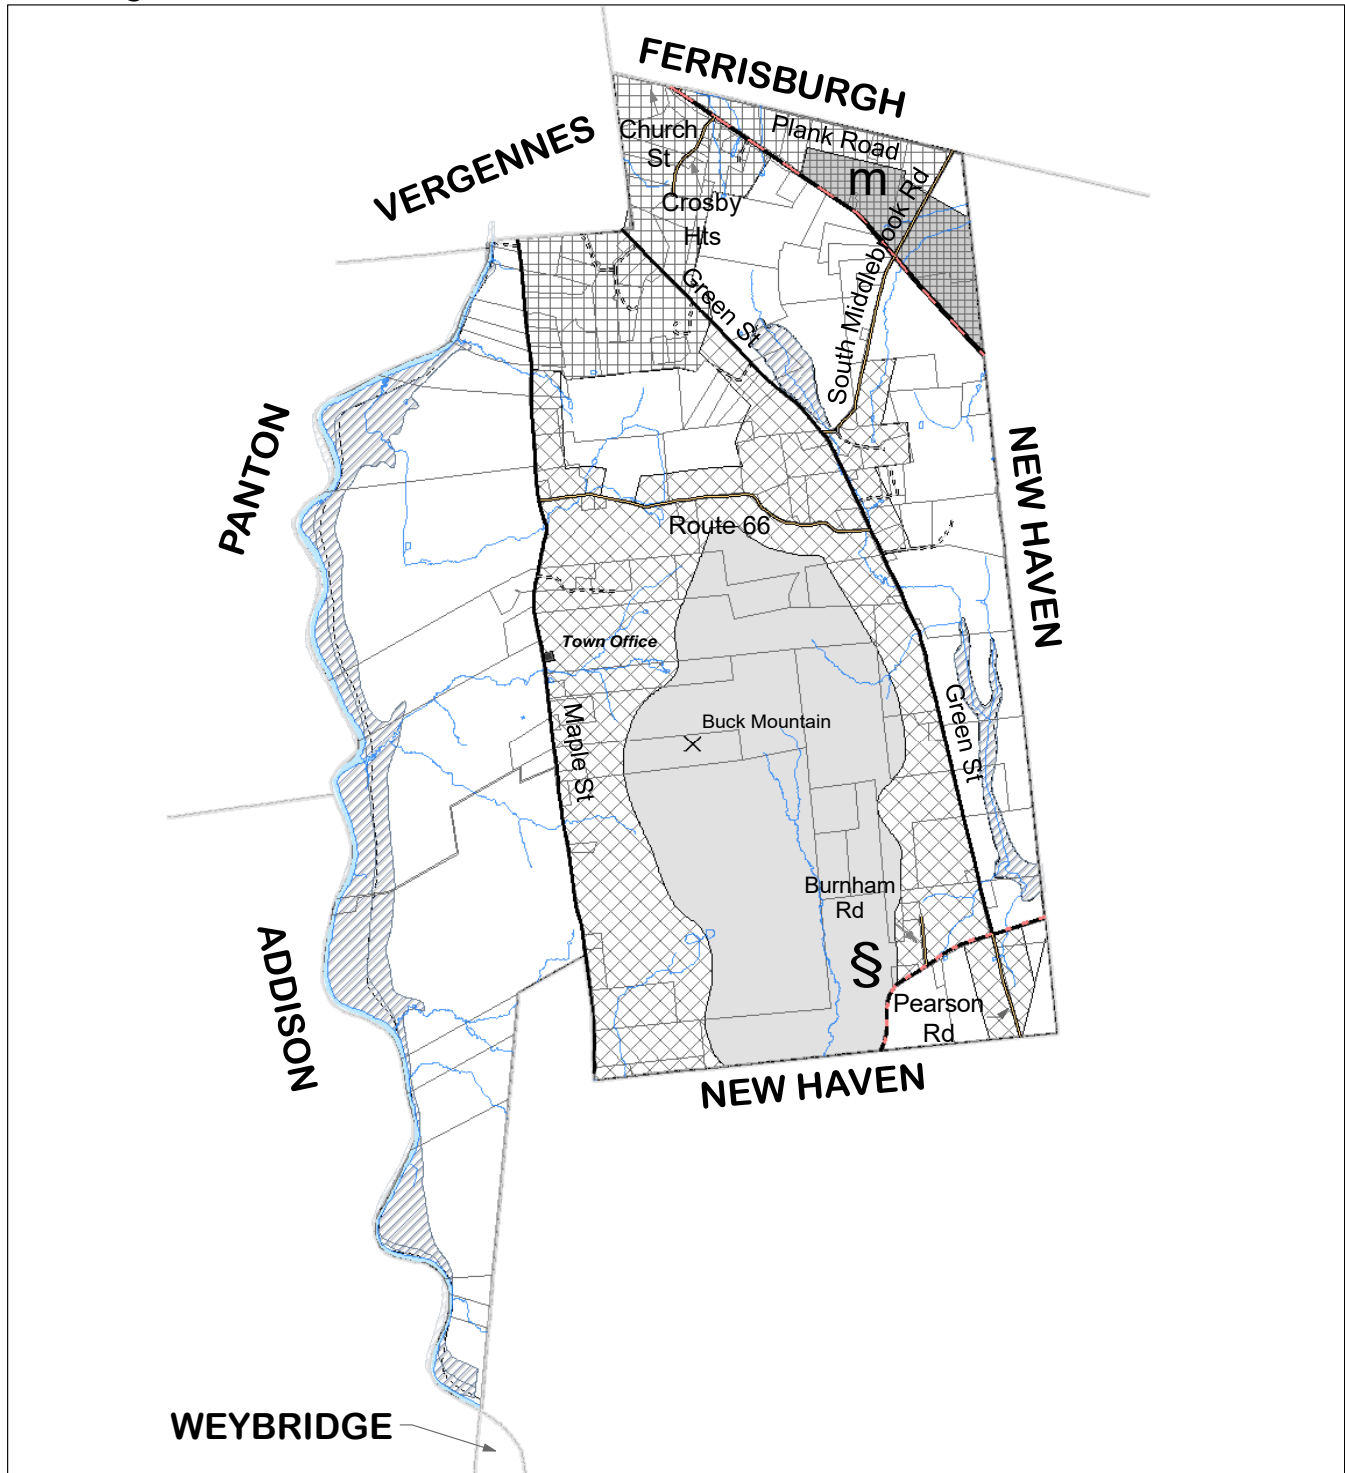 FERRISBURGH
VERGENNES
Church
St
Plank Road
m
Crosby
Hts
Green St
South Middlebrook Rd
PANTON
NEW HAVEN
Route 66
Town Office
Maple St
Buck Mountain
Green St
Burnham
Rd
§
ADDISON
Pearson
Rd
NEW HAVEN
WEYBRIDGE